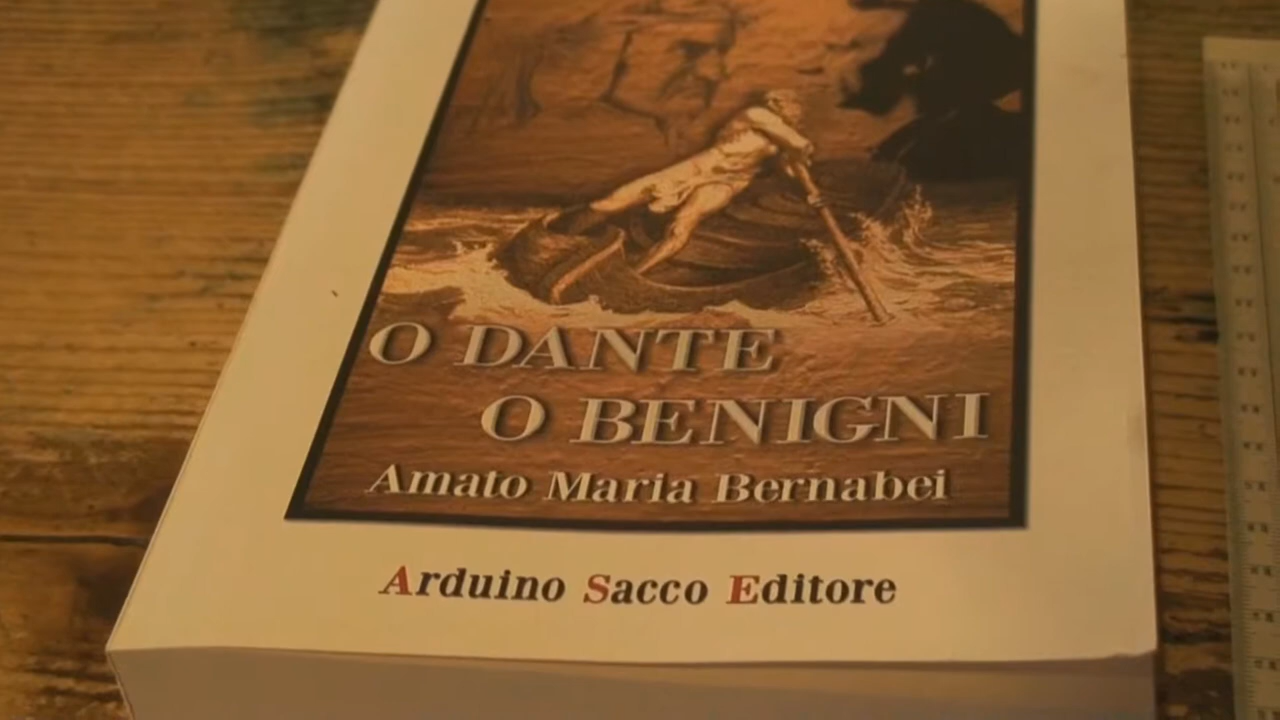 O DANTE
O BENIGNI
Amato Maria Bernabei
Arduino Sacco Editore